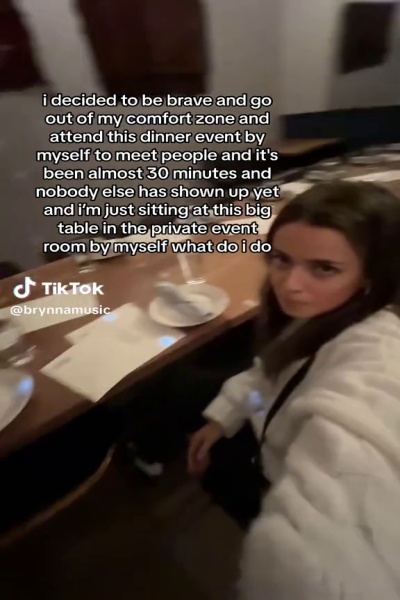 i decided to be brave and go
out of my comfort zone and
attend this dinner event by
myself to meet people and it's
been almost 30 minutes and
nobody else has shown up yet
and i'm just sitting at this big
table in the private event
room by myself what do i do
TikTok
@brynnamusic